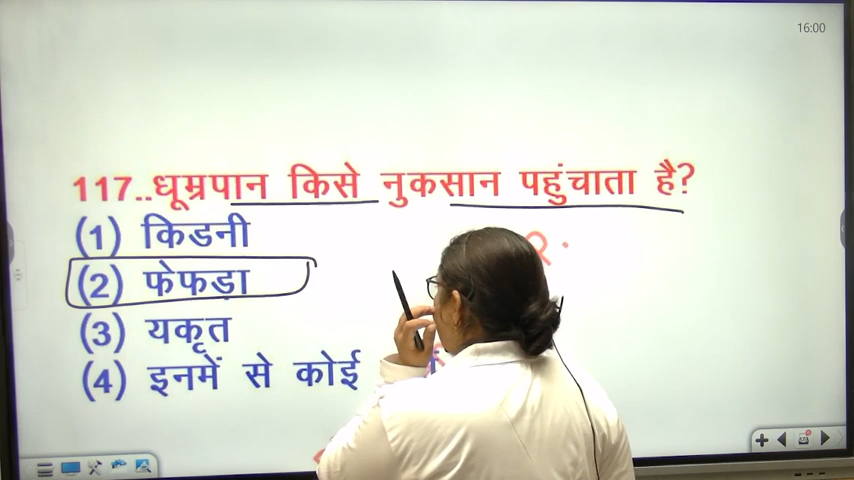 16:00
117..धूम्रपान किसे नुकसान पहुंचाता है?
(1) किडनी
(2) फेफड़ा
(3) यकृत
(4) इनमें से कोई